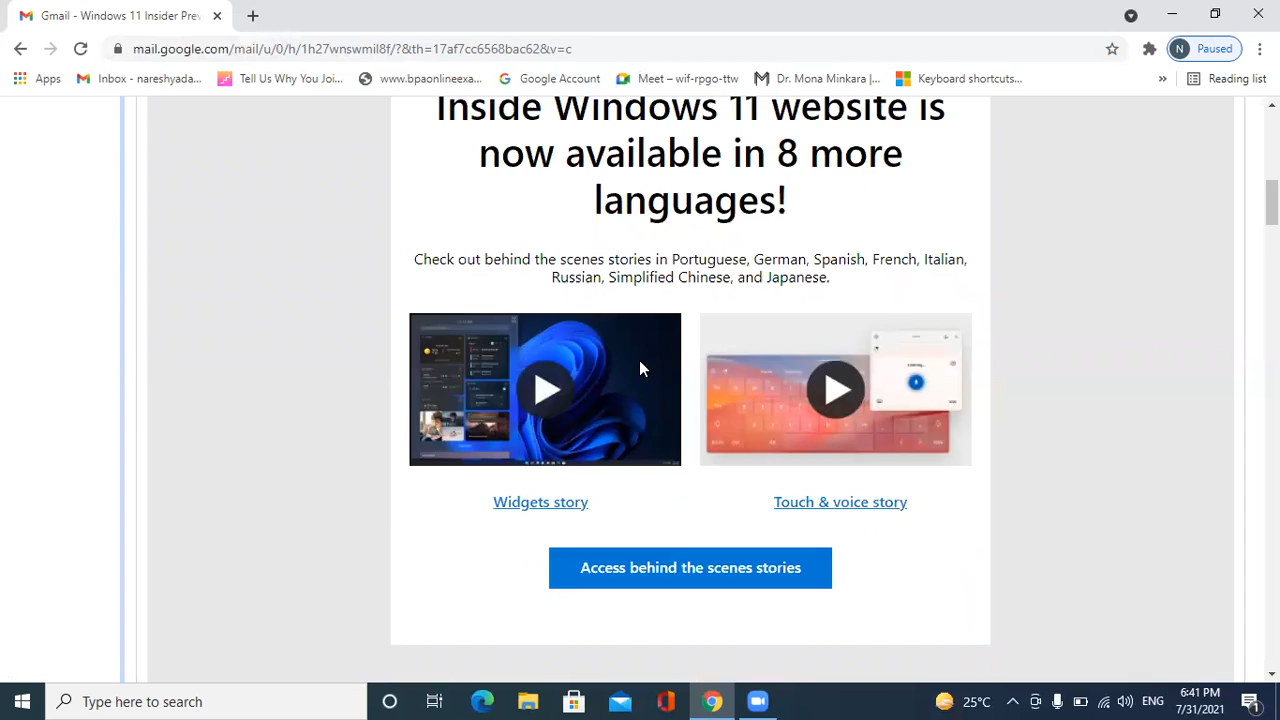 Gmail - Windows 11 Insider Prev
mail.google.com/mail/u/0/h/1h27wnswmil8f/?&th=17af7cc6568bac62&v=c
N Paused
Apps
Inbox - nareshyada...
Tell Us Why You Joi...
www.bpaonlineexa...
Google Account
Meet – wif-rpgo-ttw
Dr. Mona Minkara |...
Keyboard shortcuts...
»
Reading list
Inside Windows 11 website is
now available in 8 more
languages!
Check out behind the scenes stories in Portuguese, German, Spanish, French, Italian,
Russian, Simplified Chinese, and Japanese.
Widgets story
Touch & voice story
Access behind the scenes stories
Type here to search
25°C
ENG
6:41 PM
7/31/2021
1